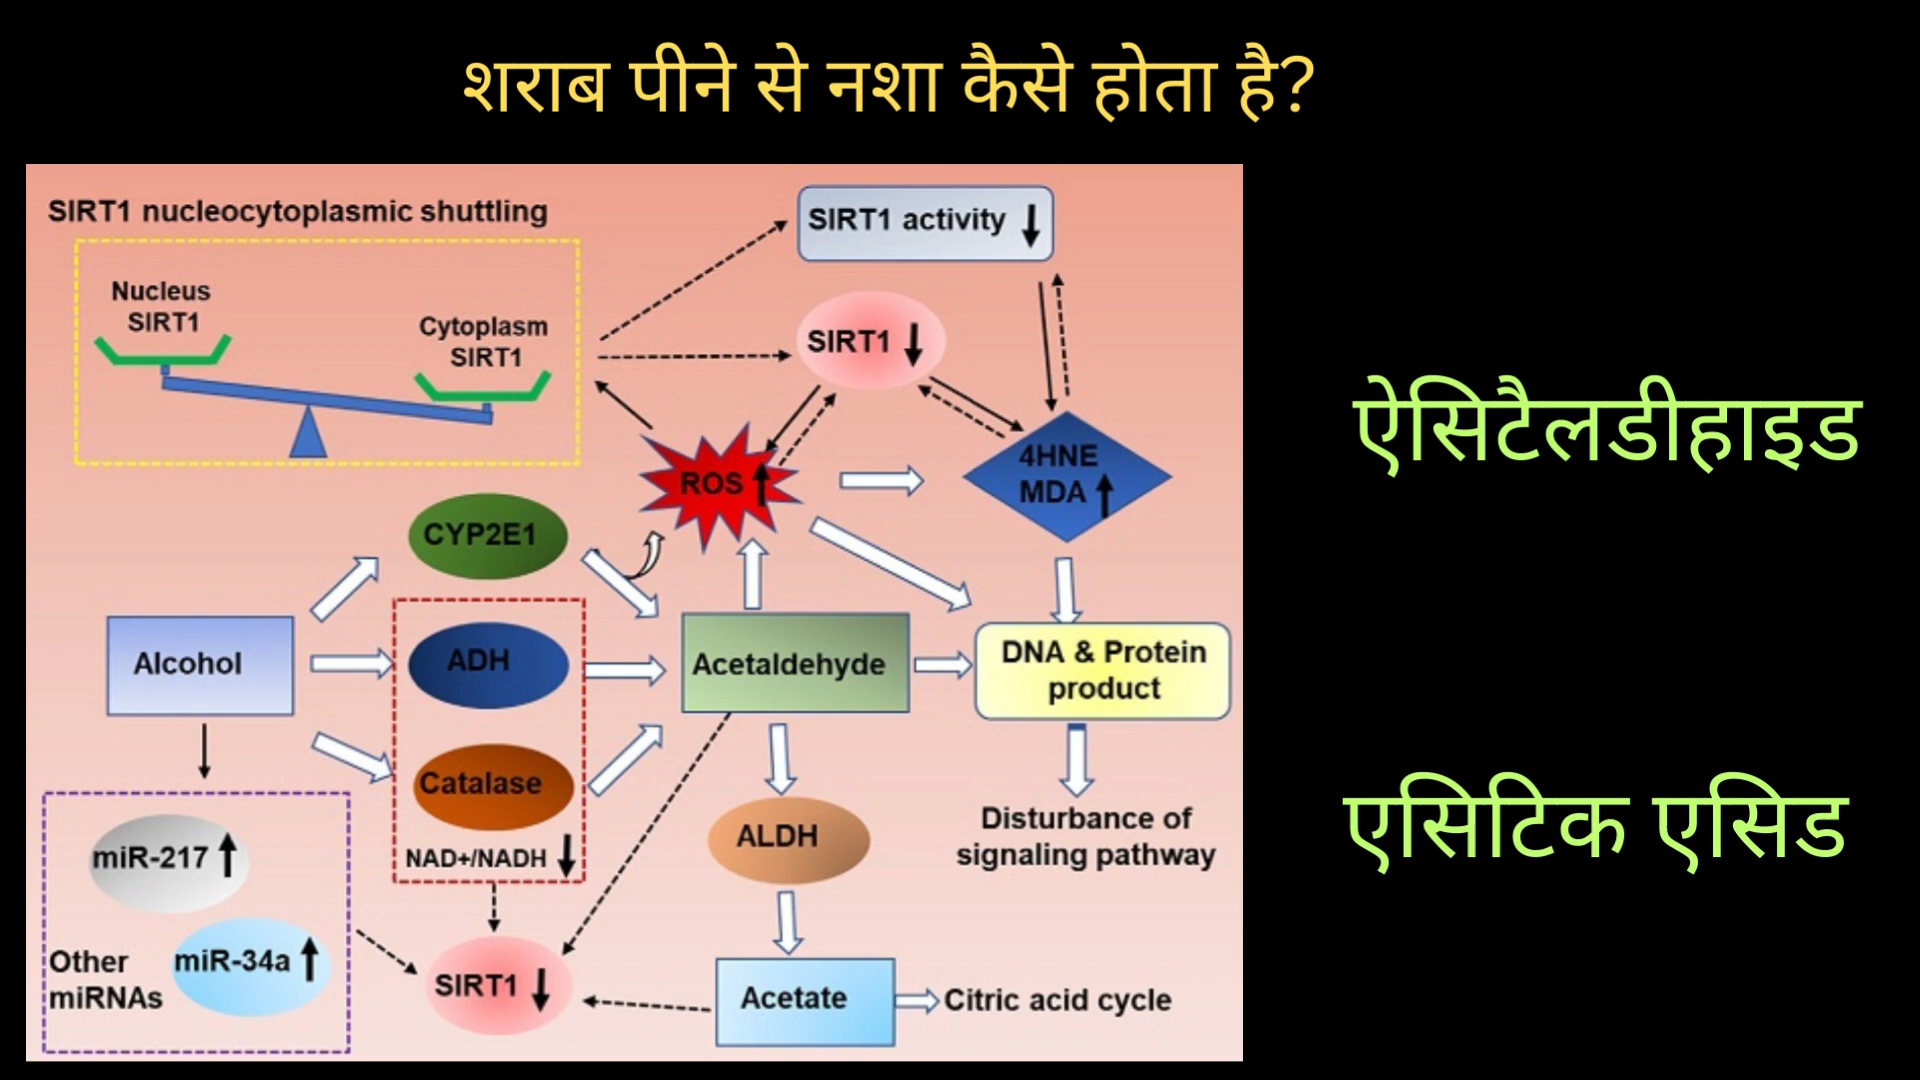 शराब पीने से नशा कैसे होता है?
SIRT1 nucleocytoplasmic shuttling
SIRT1 activity
Nucleus
SIRT1
Cytoplasm
SIRT1
SIRT1
4HNE
MDA
ROS
CYP2E1
Alcohol
ADH
Acetaldehyde
DNA & Protein
product
Catalase
NAD+/NADH
ALDH
Disturbance of
signaling pathway
miR-217
miR-34a
Other
miRNAs
SIRT1
Acetate
Citric acid cycle
ऐसिटैलडीहाइड
एसिटिक एसिड